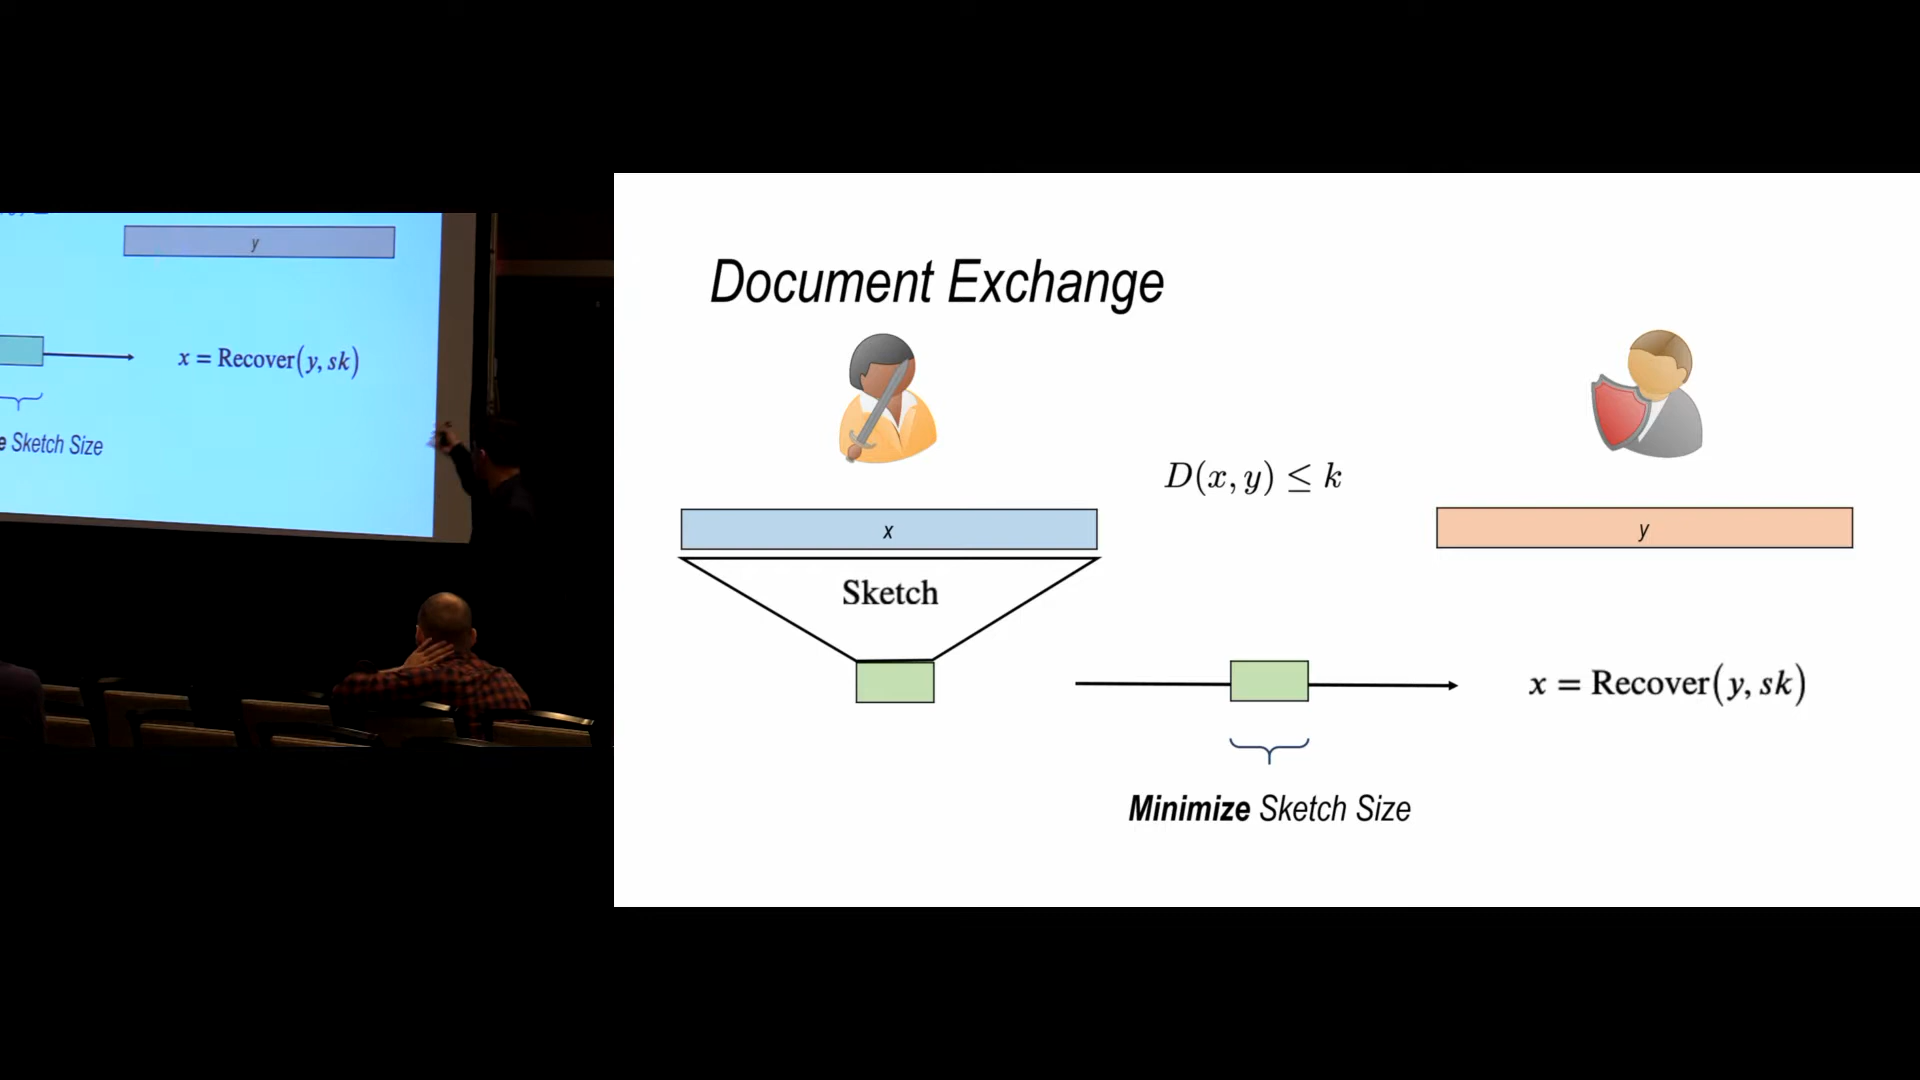 y
x = Recover(y, sk)
e Sketch Size
Document Exchange
D(x, y) ≤ k
x
y
Sketch
x = Recover(y, sk)
Minimize Sketch Size